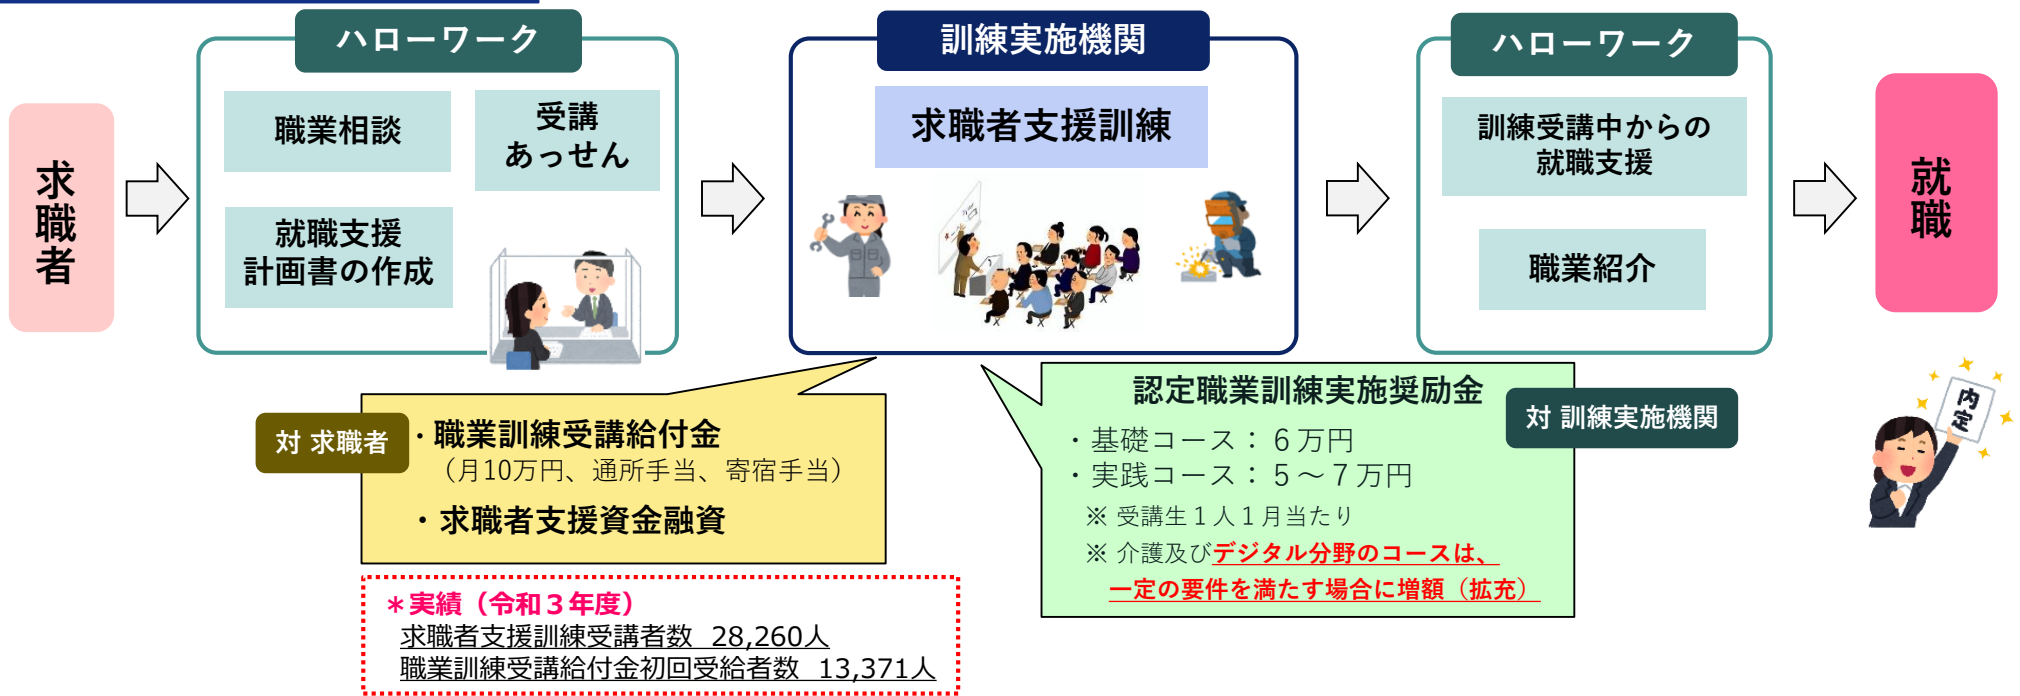 求職者
ハローワーク
職業相談
受講
あっせん
就職支援
計画書の作成
訓練実施機関
求職者支援訓練
ハローワーク
訓練受講中からの
就職支援
職業紹介
就職
内定
対 求職者
・職業訓練受講給付金
（月10万円、通所手当、寄宿手当）
・求職者支援資金融資
認定職業訓練実施奨励金
対 訓練実施機関
・基礎コース：６万円
・実践コース：５～７万円
※ 受講生１人１月当たり
※ 介護及びデジタル分野のコースは、
一定の要件を満たす場合に増額（拡充）
＊実績（令和３年度）
求職者支援訓練受講者数 28,260人
職業訓練受講給付金初回受給者数 13,371人